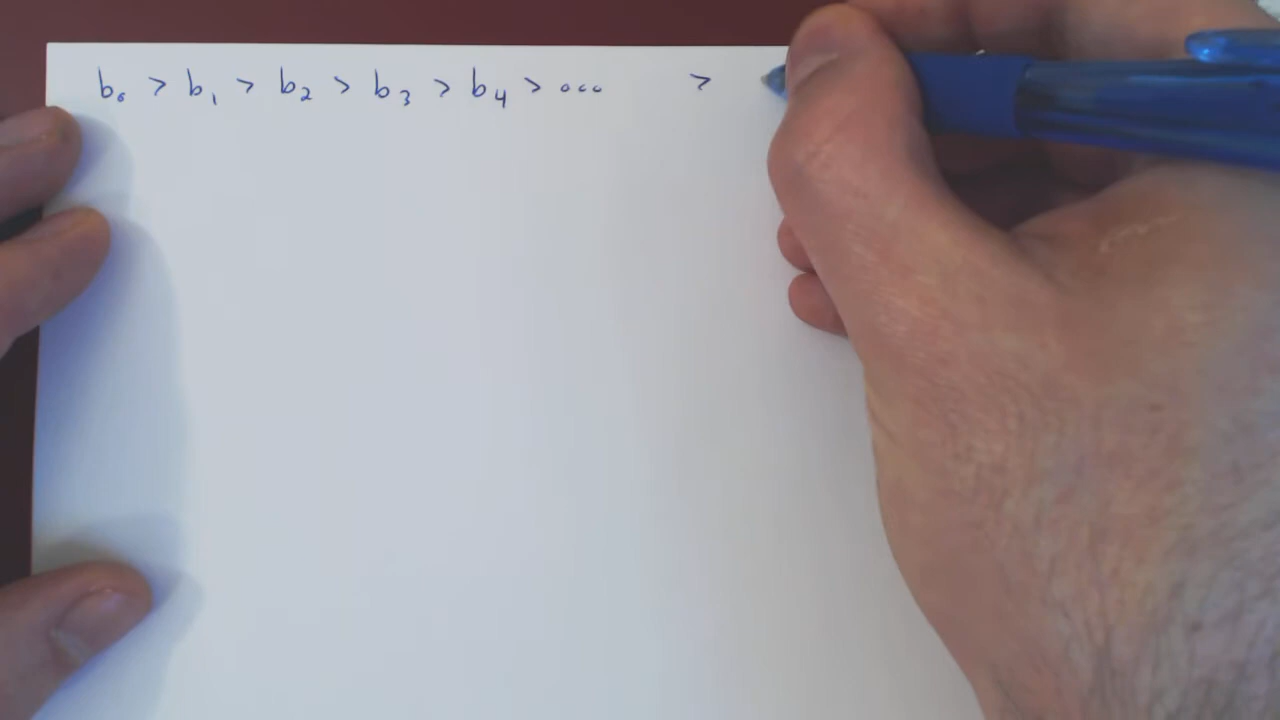 b₀ > b₁ > b₂ > b₃ > b₄ > ... >